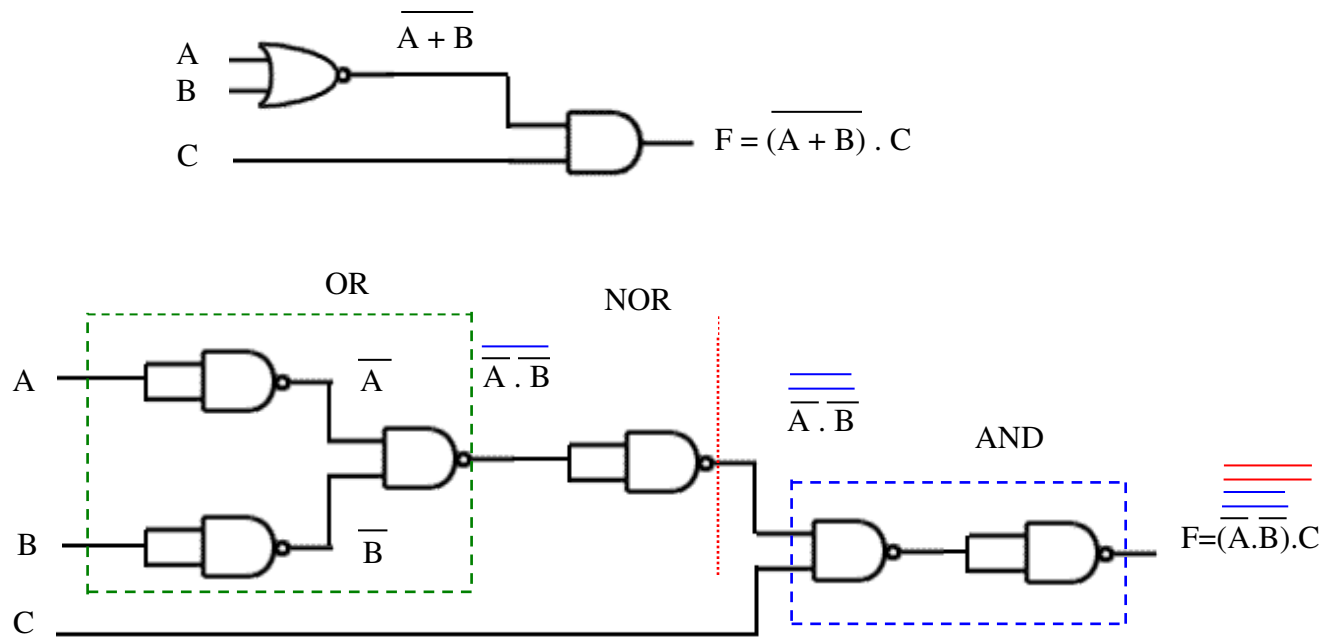 A + B
A
B
C
F = (A + B) . C
OR
NOR
A
A
A . B
A . B
AND
B
B
F=(A.B).C
C